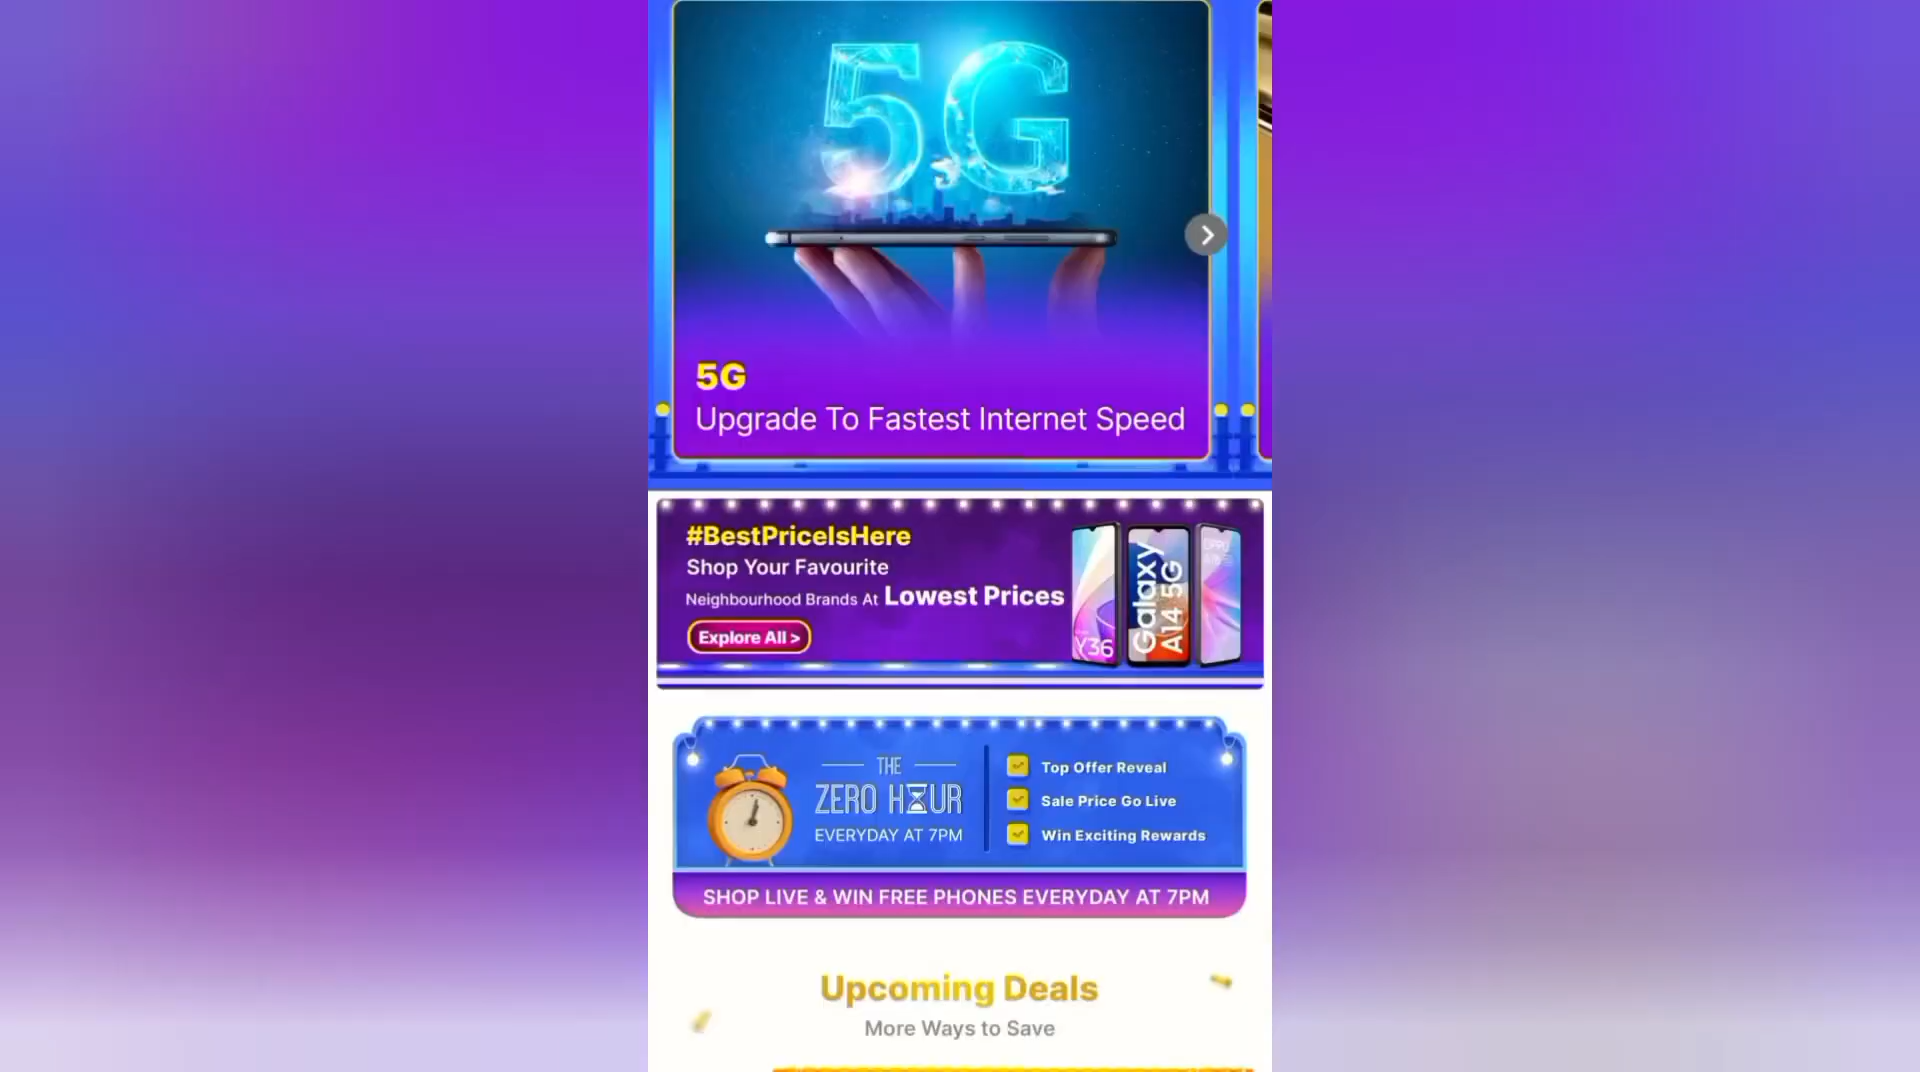 5G
5G
Upgrade To Fastest Internet Speed
#BestPriceIsHere
Shop Your Favourite
Neighbourhood Brands At Lowest Prices
Explore All >
Y36
Galaxy
A14 5G
OPPO
THE
ZERO HOUR
EVERYDAY AT 7PM
Top Offer Reveal
Sale Price Go Live
Win Exciting Rewards
SHOP LIVE & WIN FREE PHONES EVERYDAY AT 7PM
Upcoming Deals
More Ways to Save